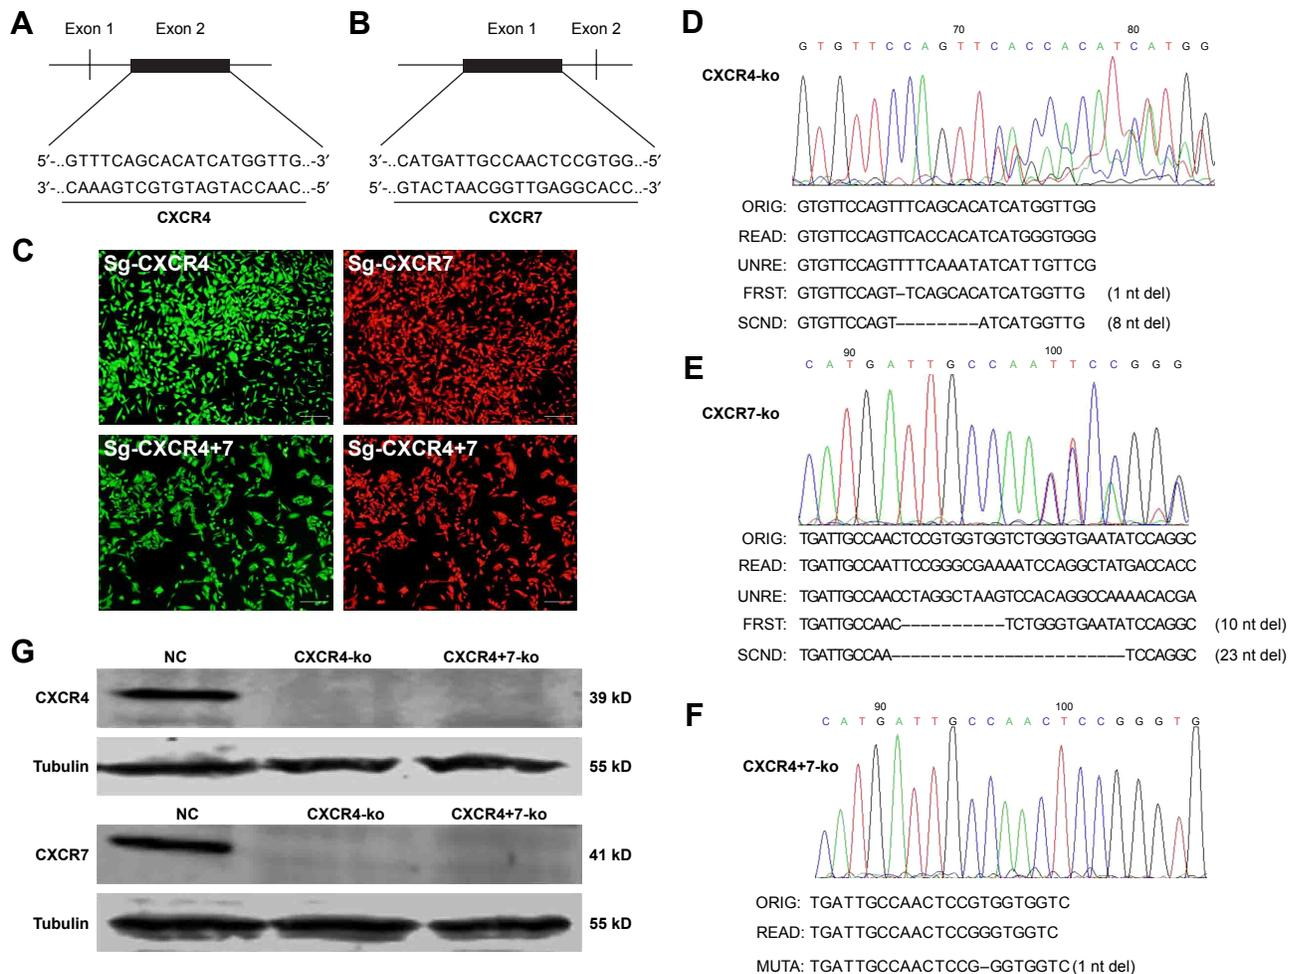 A
Exon 1 Exon 2
5′-..GTTTCAGCACATCATGGTTG..-3′
3′-..CAAAGTCGTGTAGTACCAAC..-5′
CXCR4
B
Exon 1 Exon 2
3′-..CATGATTGCCAACTCCGTGG..-5′
5′-..GTACTAACGGTTGAGGCACC..-3′
CXCR7
C
Sg-CXCR4
Sg-CXCR7
Sg-CXCR4+7
Sg-CXCR4+7
D
70 80
G T G T T C C A G T T C A C C A C A T C A T G G
CXCR4-ko
ORIG: GTGTTCCAGTTTCAGCACATCATGGTTGG
READ: GTGTTCCAGTTCACCACATCATGGGTGGG
UNRE: GTGTTCCAGTTTTCAAATATCATTGTTCG
FRST: GTGTTCCAGT–TCAGCACATCATGGTTG (1 nt del)
SCND: GTGTTCCAGT––––––––ATCATGGTTG (8 nt del)
E
90 100
C A T G A T T G C C A A T T C C G G G
CXCR7-ko
ORIG: TGATTGCCAACTCCGTGGTGGTCTGGGTGAATATCCAGGC
READ: TGATTGCCAATTCCGGGCGAAAATCCAGGCTATGACCACC
UNRE: TGATTGCCAACCTAGGCTAAGTCCACAGGCCAAAACACGA
FRST: TGATTGCCAAC––––––––––TCTGGGTGAATATCCAGGC (10 nt del)
SCND: TGATTGCCAA–––––––––––––––––––––––TCCAGGC (23 nt del)
F
90 100
C A T G A T T G C C A A C T C C G G G T G
CXCR4+7-ko
ORIG: TGATTGCCAACTCCGTGGTGGTC
READ: TGATTGCCAACTCCGGGTGGTC
MUTA: TGATTGCCAACTCCG–GGTGGTC (1 nt del)
G
NC CXCR4-ko CXCR4+7-ko
CXCR4 39 kD
Tubulin 55 kD
NC CXCR4-ko CXCR4+7-ko
CXCR7 41 kD
Tubulin 55 kD